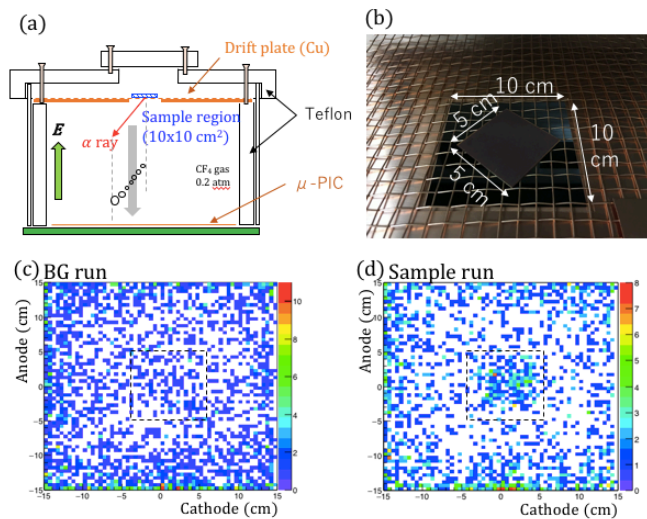 (a)
Drift plate (Cu)
E
α ray
Sample region
(10x10 cm²)
Teflon
CF₄ gas
0.2 atm
μ-PIC
(b)
10 cm
5 cm
10
cm
5 cm
(c) BG run
Anode (cm)
15
10
5
0
−5
−10
−15
−15 −10 −5 0 5 10 15
Cathode (cm)
10
8
6
4
2
0
(d) Sample run
Anode (cm)
15
10
5
0
−5
−10
−15
−15 −10 −5 0 5 10 15
Cathode (cm)
8
7
6
5
4
3
2
1
0